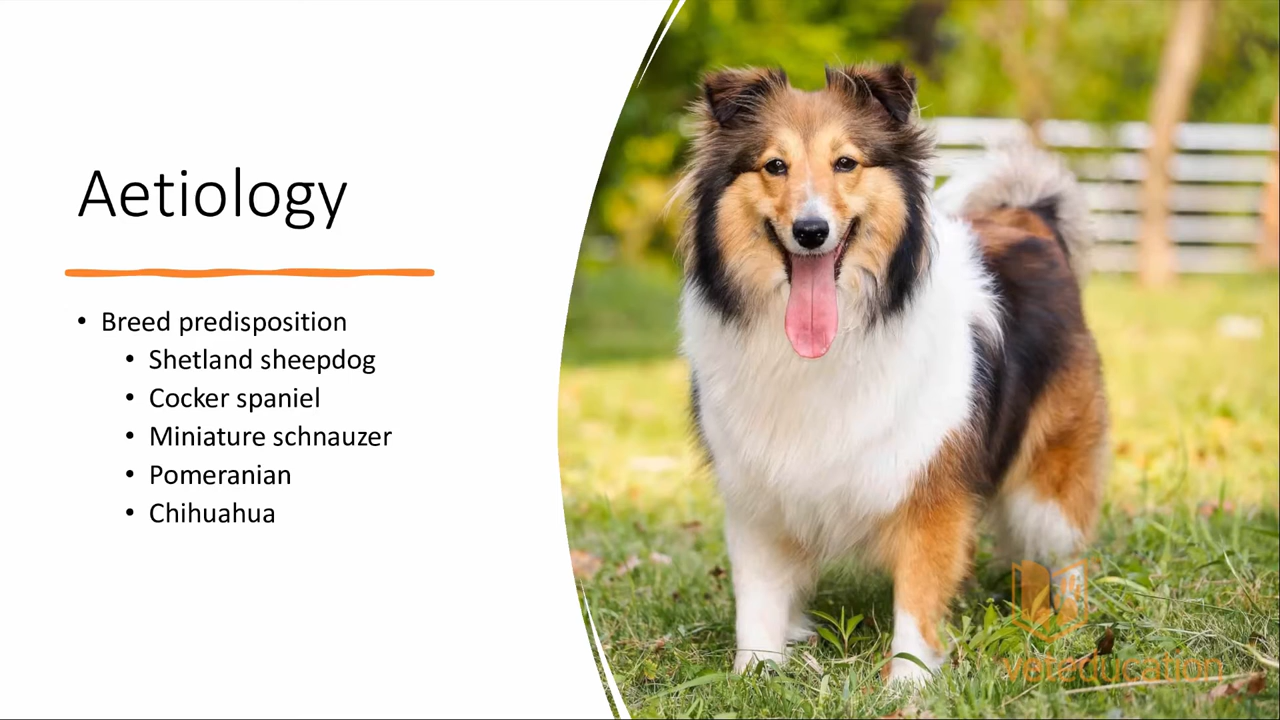 Aetiology
• Breed predisposition
• Shetland sheepdog
• Cocker spaniel
• Miniature schnauzer
• Pomeranian
• Chihuahua
veteducation